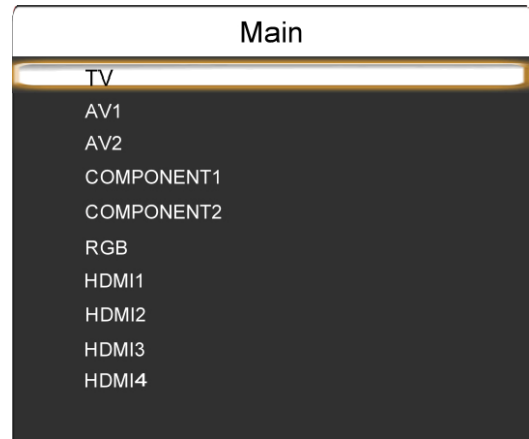 Main
TV
AV1
AV2
COMPONENT1
COMPONENT2
RGB
HDMI1
HDMI2
HDMI3
HDMI4